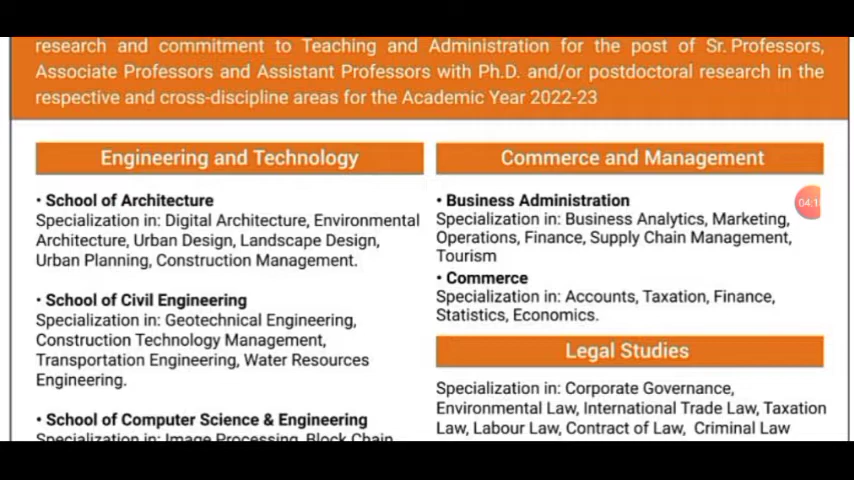 research and commitment to Teaching and Administration for the post of Sr. Professors,
Associate Professors and Assistant Professors with Ph.D. and/or postdoctoral research in the
respective and cross-discipline areas for the Academic Year 2022-23
Engineering and Technology
• School of Architecture
Specialization in: Digital Architecture, Environmental
Architecture, Urban Design, Landscape Design,
Urban Planning, Construction Management.
• School of Civil Engineering
Specialization in: Geotechnical Engineering,
Construction Technology Management,
Transportation Engineering, Water Resources
Engineering.
• School of Computer Science & Engineering
Specialization in: Image Processing, Block Chain
Commerce and Management
• Business Administration
Specialization in: Business Analytics, Marketing,
Operations, Finance, Supply Chain Management,
Tourism
• Commerce
Specialization in: Accounts, Taxation, Finance,
Statistics, Economics.
Legal Studies
Specialization in: Corporate Governance,
Environmental Law, International Trade Law, Taxation
Law, Labour Law, Contract of Law, Criminal Law